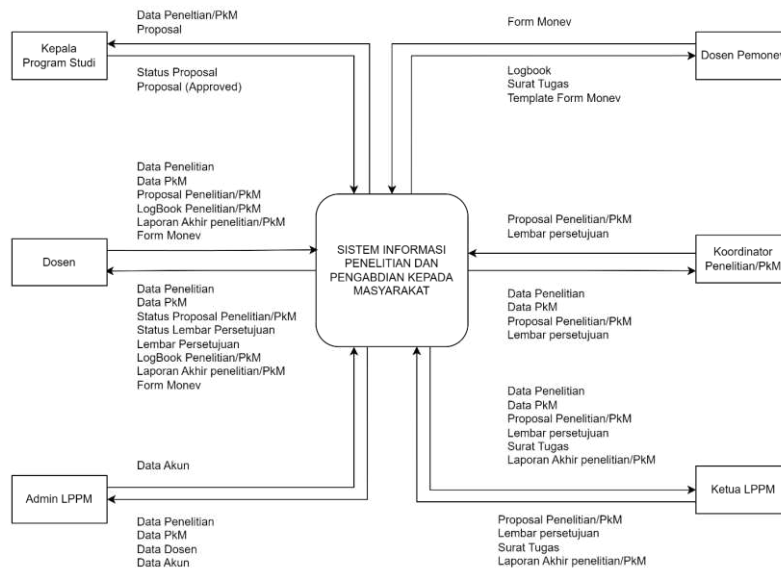 Data Peneltian/PkM
Proposal
Kepala
Program Studi
Status Proposal
Proposal (Approved)
Form Monev
Dosen Pemonev
Logbook
Surat Tugas
Template Form Monev
Data Penelitian
Data PkM
Proposal Penelitian/PkM
LogBook Penelitian/PkM
Laporan Akhir penelitian/PkM
Form Monev
Dosen
Data Penelitian
Data PkM
Status Proposal Penelitian/PkM
Status Lembar Persetujuan
Lembar Persetujuan
LogBook Penelitian/PkM
Laporan Akhir penelitian/PkM
Form Monev
SISTEM INFORMASI
PENELITIAN DAN
PENGABDIAN KEPADA
MASYARAKAT
Proposal Penelitian/PkM
Lembar persetujuan
Koordinator
Penelitian/PkM
Data Penelitian
Data PkM
Proposal Penelitian/PkM
Lembar persetujuan
Data Akun
Admin LPPM
Data Penelitian
Data PkM
Data Dosen
Data Akun
Data Penelitian
Data PkM
Proposal Penelitian/PkM
Lembar persetujuan
Surat Tugas
Laporan Akhir penelitian/PkM
Ketua LPPM
Proposal Penelitian/PkM
Lembar persetujuan
Surat Tugas
Laporan Akhir penelitian/PkM